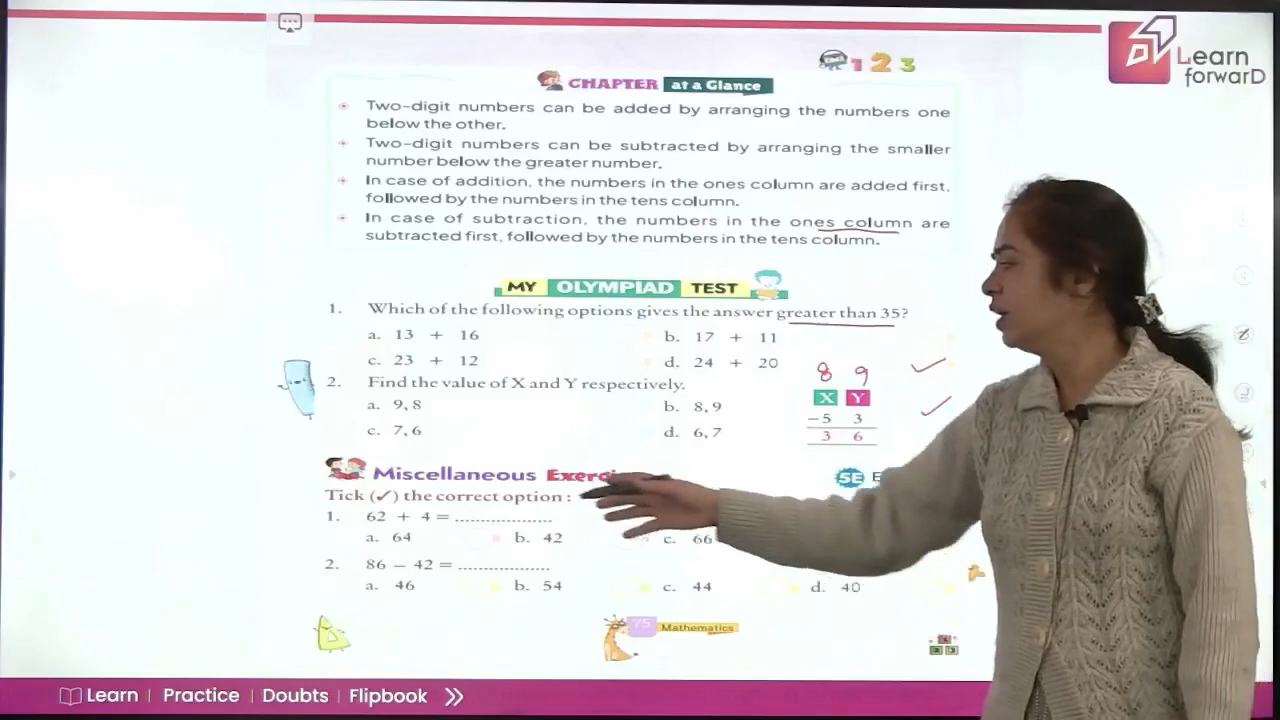 1 2 3
Learn
forwarD
CHAPTER at a Glance
Two-digit numbers can be added by arranging the numbers one
below the other.
Two-digit numbers can be subtracted by arranging the smaller
number below the greater number.
In case of addition, the numbers in the ones column are added first,
followed by the numbers in the tens column.
In case of subtraction, the numbers in the ones column are
subtracted first, followed by the numbers in the tens column.
MY OLYMPIAD TEST
1. Which of the following options gives the answer greater than 35?
a. 13 + 16 b. 17 + 11
c. 23 + 12 d. 24 + 20
2. Find the value of X and Y respectively.
a. 9,8 b. 8,9
c. 7,6 d. 6,7
8 9
X Y
−5 3
3 6
Miscellaneous
5E
Tick (✓) the correct option :
1. 62 + 4 = ..................
a. 64 b. 42 c. 66
2. 86 − 42 = ..................
a. 46 b. 54 c. 44 d. 40
75 Mathematics
Learn | Practice | Doubts | Flipbook